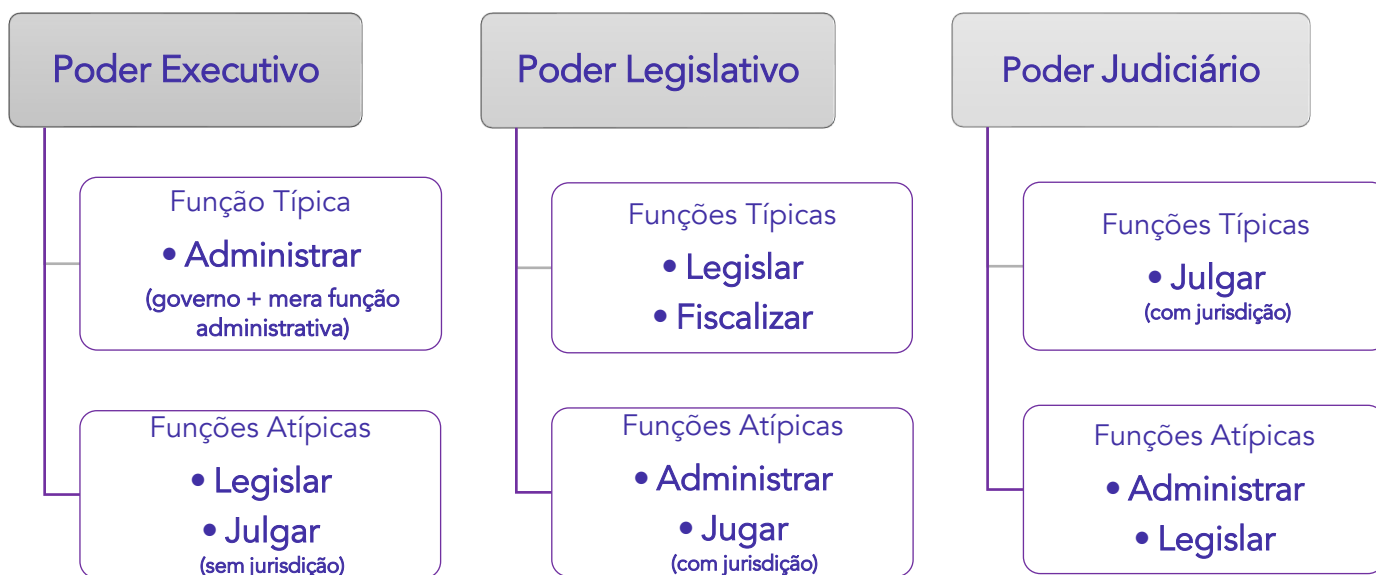 Poder Executivo
Função Típica
• Administrar
(governo + mera função
administrativa)
Funções Atípicas
• Legislar
• Julgar
(sem jurisdição)
Poder Legislativo
Funções Típicas
• Legislar
• Fiscalizar
Funções Atípicas
• Administrar
• Jugar
(com jurisdição)
Poder Judiciário
Funções Típicas
• Julgar
(com jurisdição)
Funções Atípicas
• Administrar
• Legislar